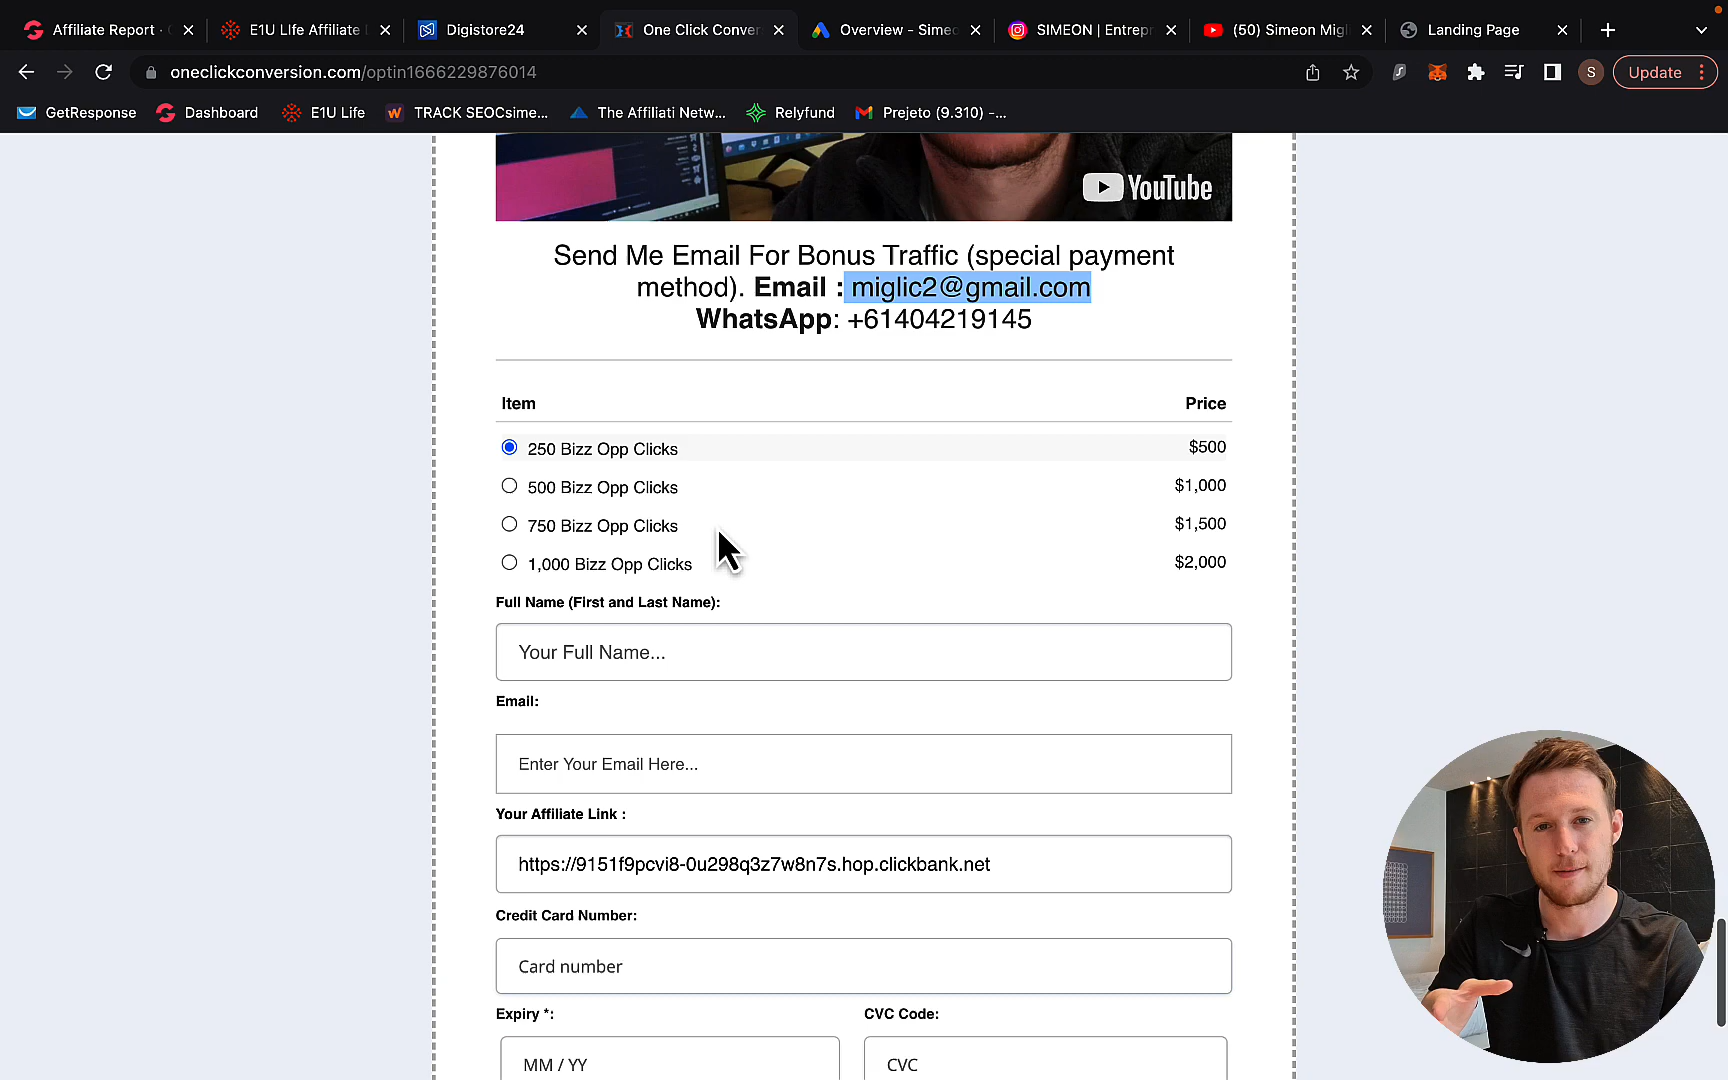 Affiliate Report ·
E1U LIfe Affiliate
Digistore24
One Click Conver
Overview - Simeo
SIMEON | Entrepr
(50) Simeon Migl
Landing Page
oneclickconversion.com/optin1666229876014
S
Update
GetResponse
Dashboard
E1U Life
TRACK SEOCsime...
The Affiliati Netw...
Relyfund
Prejeto (9.310) -...
YouTube
Send Me Email For Bonus Traffic (special payment
method). Email : miglic2@gmail.com
WhatsApp: +61404219145
Item Price
250 Bizz Opp Clicks $500
500 Bizz Opp Clicks $1,000
750 Bizz Opp Clicks $1,500
1,000 Bizz Opp Clicks $2,000
Full Name (First and Last Name):
Your Full Name...
Email:
Enter Your Email Here...
Your Affiliate Link :
https://9151f9pcvi8-0u298q3z7w8n7s.hop.clickbank.net
Credit Card Number:
Card number
Expiry *: CVC Code:
MM / YY CVC